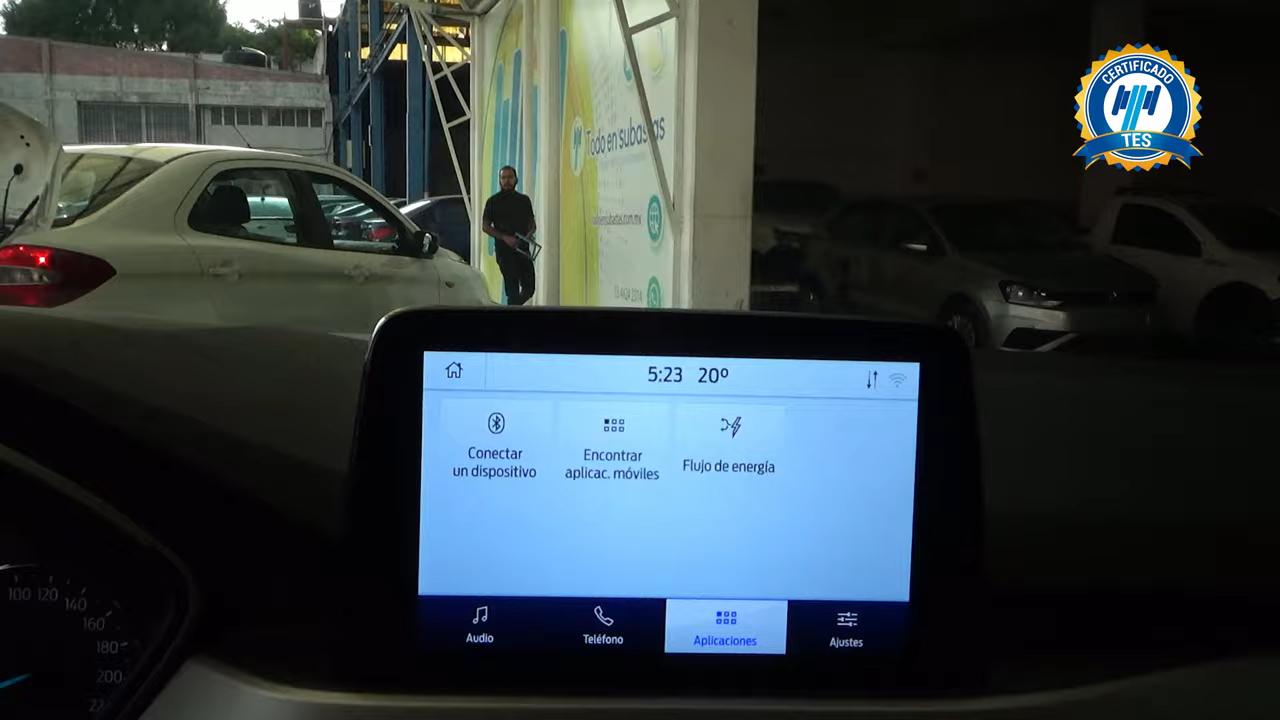 CERTIFICADO
TES
Todo en subastas
5:23 20º
Conectar
un dispositivo
Encontrar
aplicac. móviles
Flujo de energía
Audio
Teléfono
Aplicaciones
Ajustes
100 120
140
160
180
200